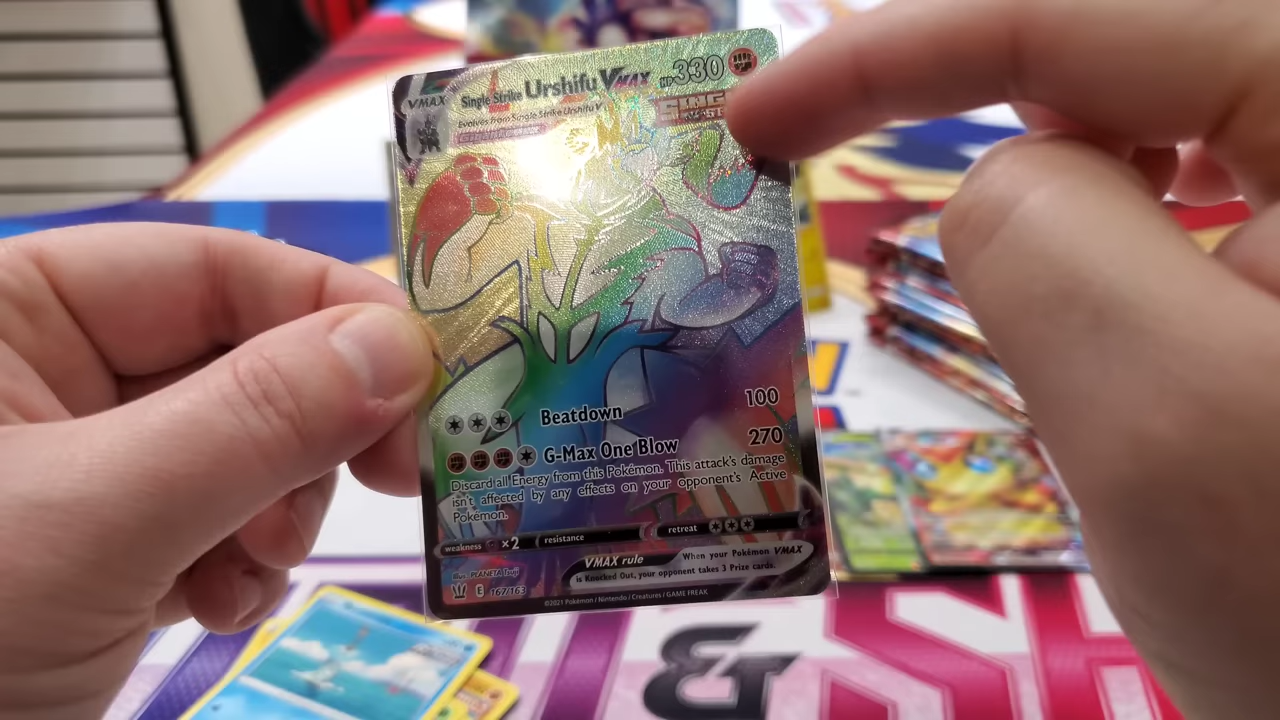 VMAX Single Strike Urshifu VMAX HP 330
Evolves from Single Strike Urshifu V
SING
Beatdown 100
G-Max One Blow 270
Discard all Energy from this Pokémon. This attack's damage
isn't affected by any effects on your opponent's Active
Pokémon.
weakness x2 resistance retreat
VMAX rule When your Pokémon VMAX
is Knocked Out, your opponent takes 3 Prize cards.
Illus. PLANETA Tsuji
E 167/163
©2021 Pokémon / Nintendo / Creatures / GAME FREAK
& SH